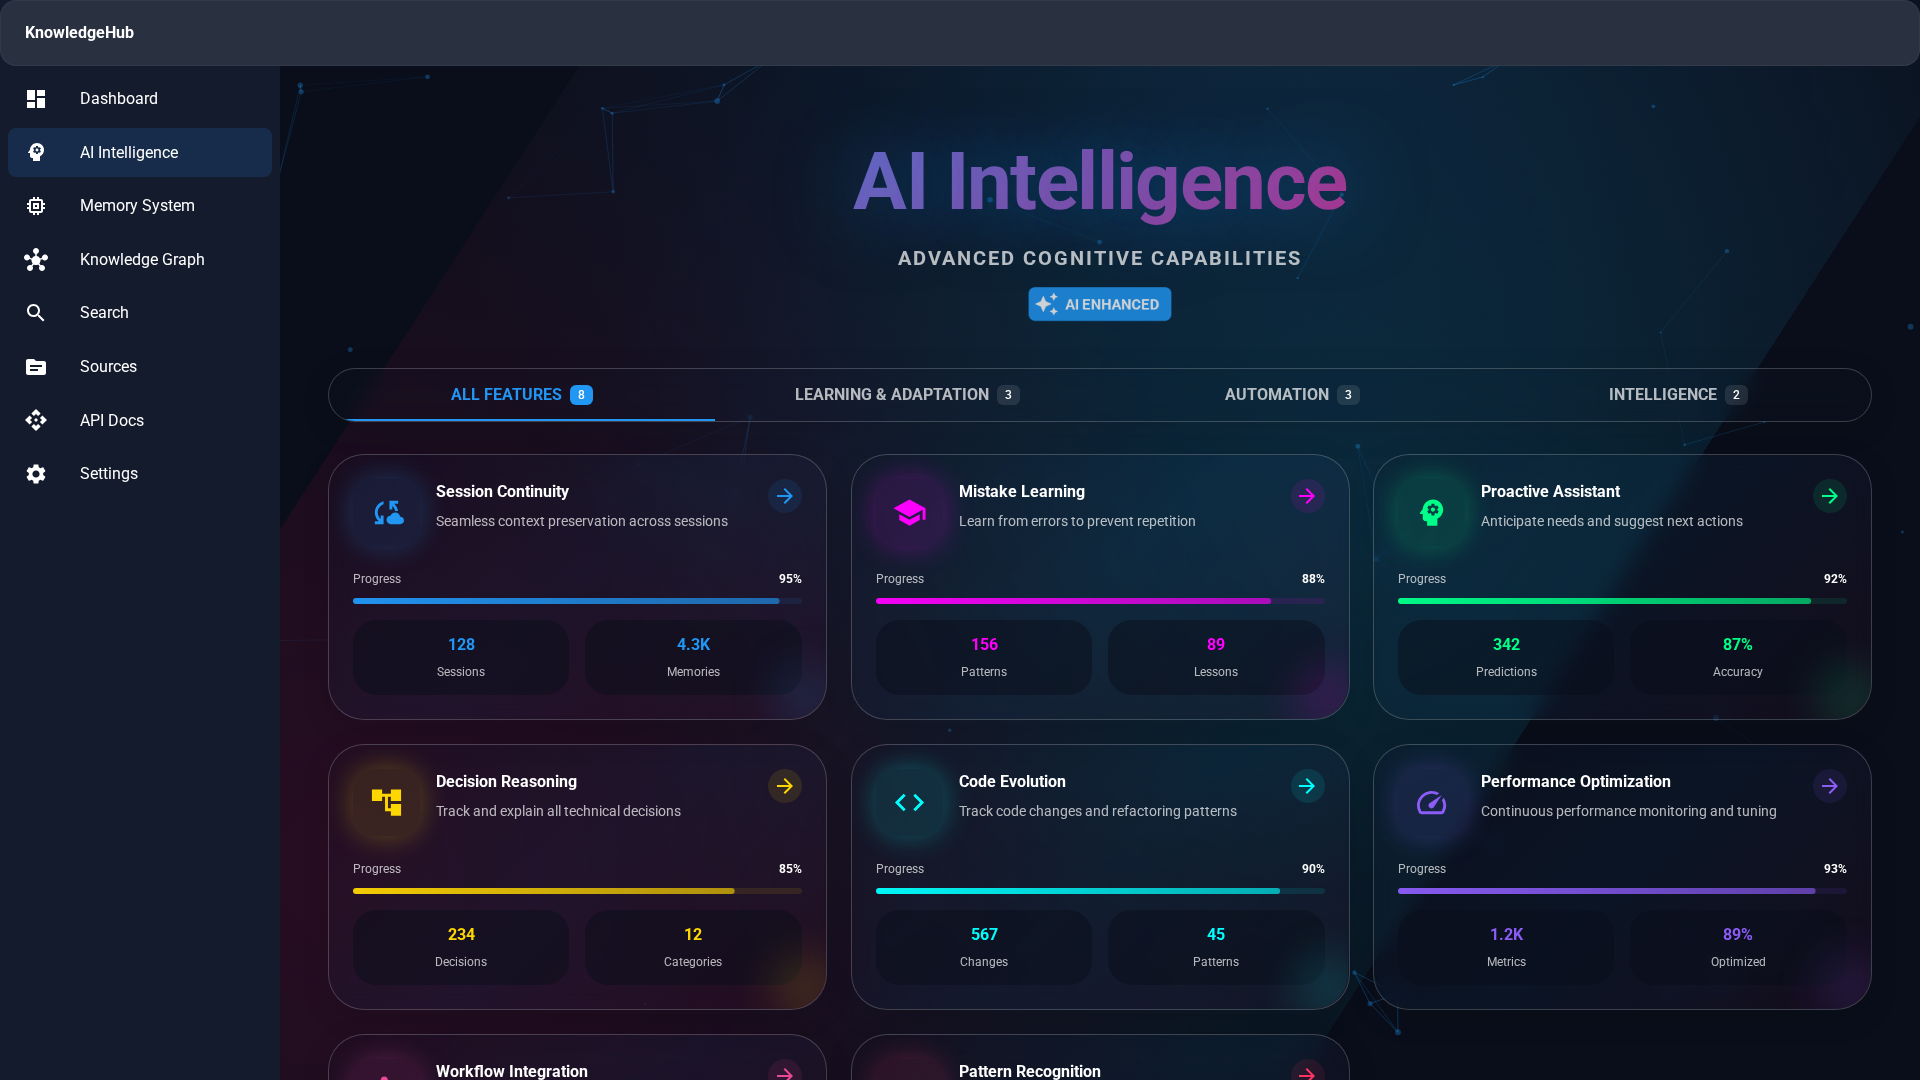 KnowledgeHub
Dashboard
AI Intelligence
Memory System
Knowledge Graph
Search
Sources
API Docs
Settings
AI Intelligence
ADVANCED COGNITIVE CAPABILITIES
AI ENHANCED
ALL FEATURES 8
LEARNING & ADAPTATION 3
AUTOMATION 3
INTELLIGENCE 2
Session Continuity
Seamless context preservation across sessions
Progress 95%
128
Sessions
4.3K
Memories
Mistake Learning
Learn from errors to prevent repetition
Progress 88%
156
Patterns
89
Lessons
Proactive Assistant
Anticipate needs and suggest next actions
Progress 92%
342
Predictions
87%
Accuracy
Decision Reasoning
Track and explain all technical decisions
Progress 85%
234
Decisions
12
Categories
Code Evolution
Track code changes and refactoring patterns
Progress 90%
567
Changes
45
Patterns
Performance Optimization
Continuous performance monitoring and tuning
Progress 93%
1.2K
Metrics
89%
Optimized
Workflow Integration
Pattern Recognition